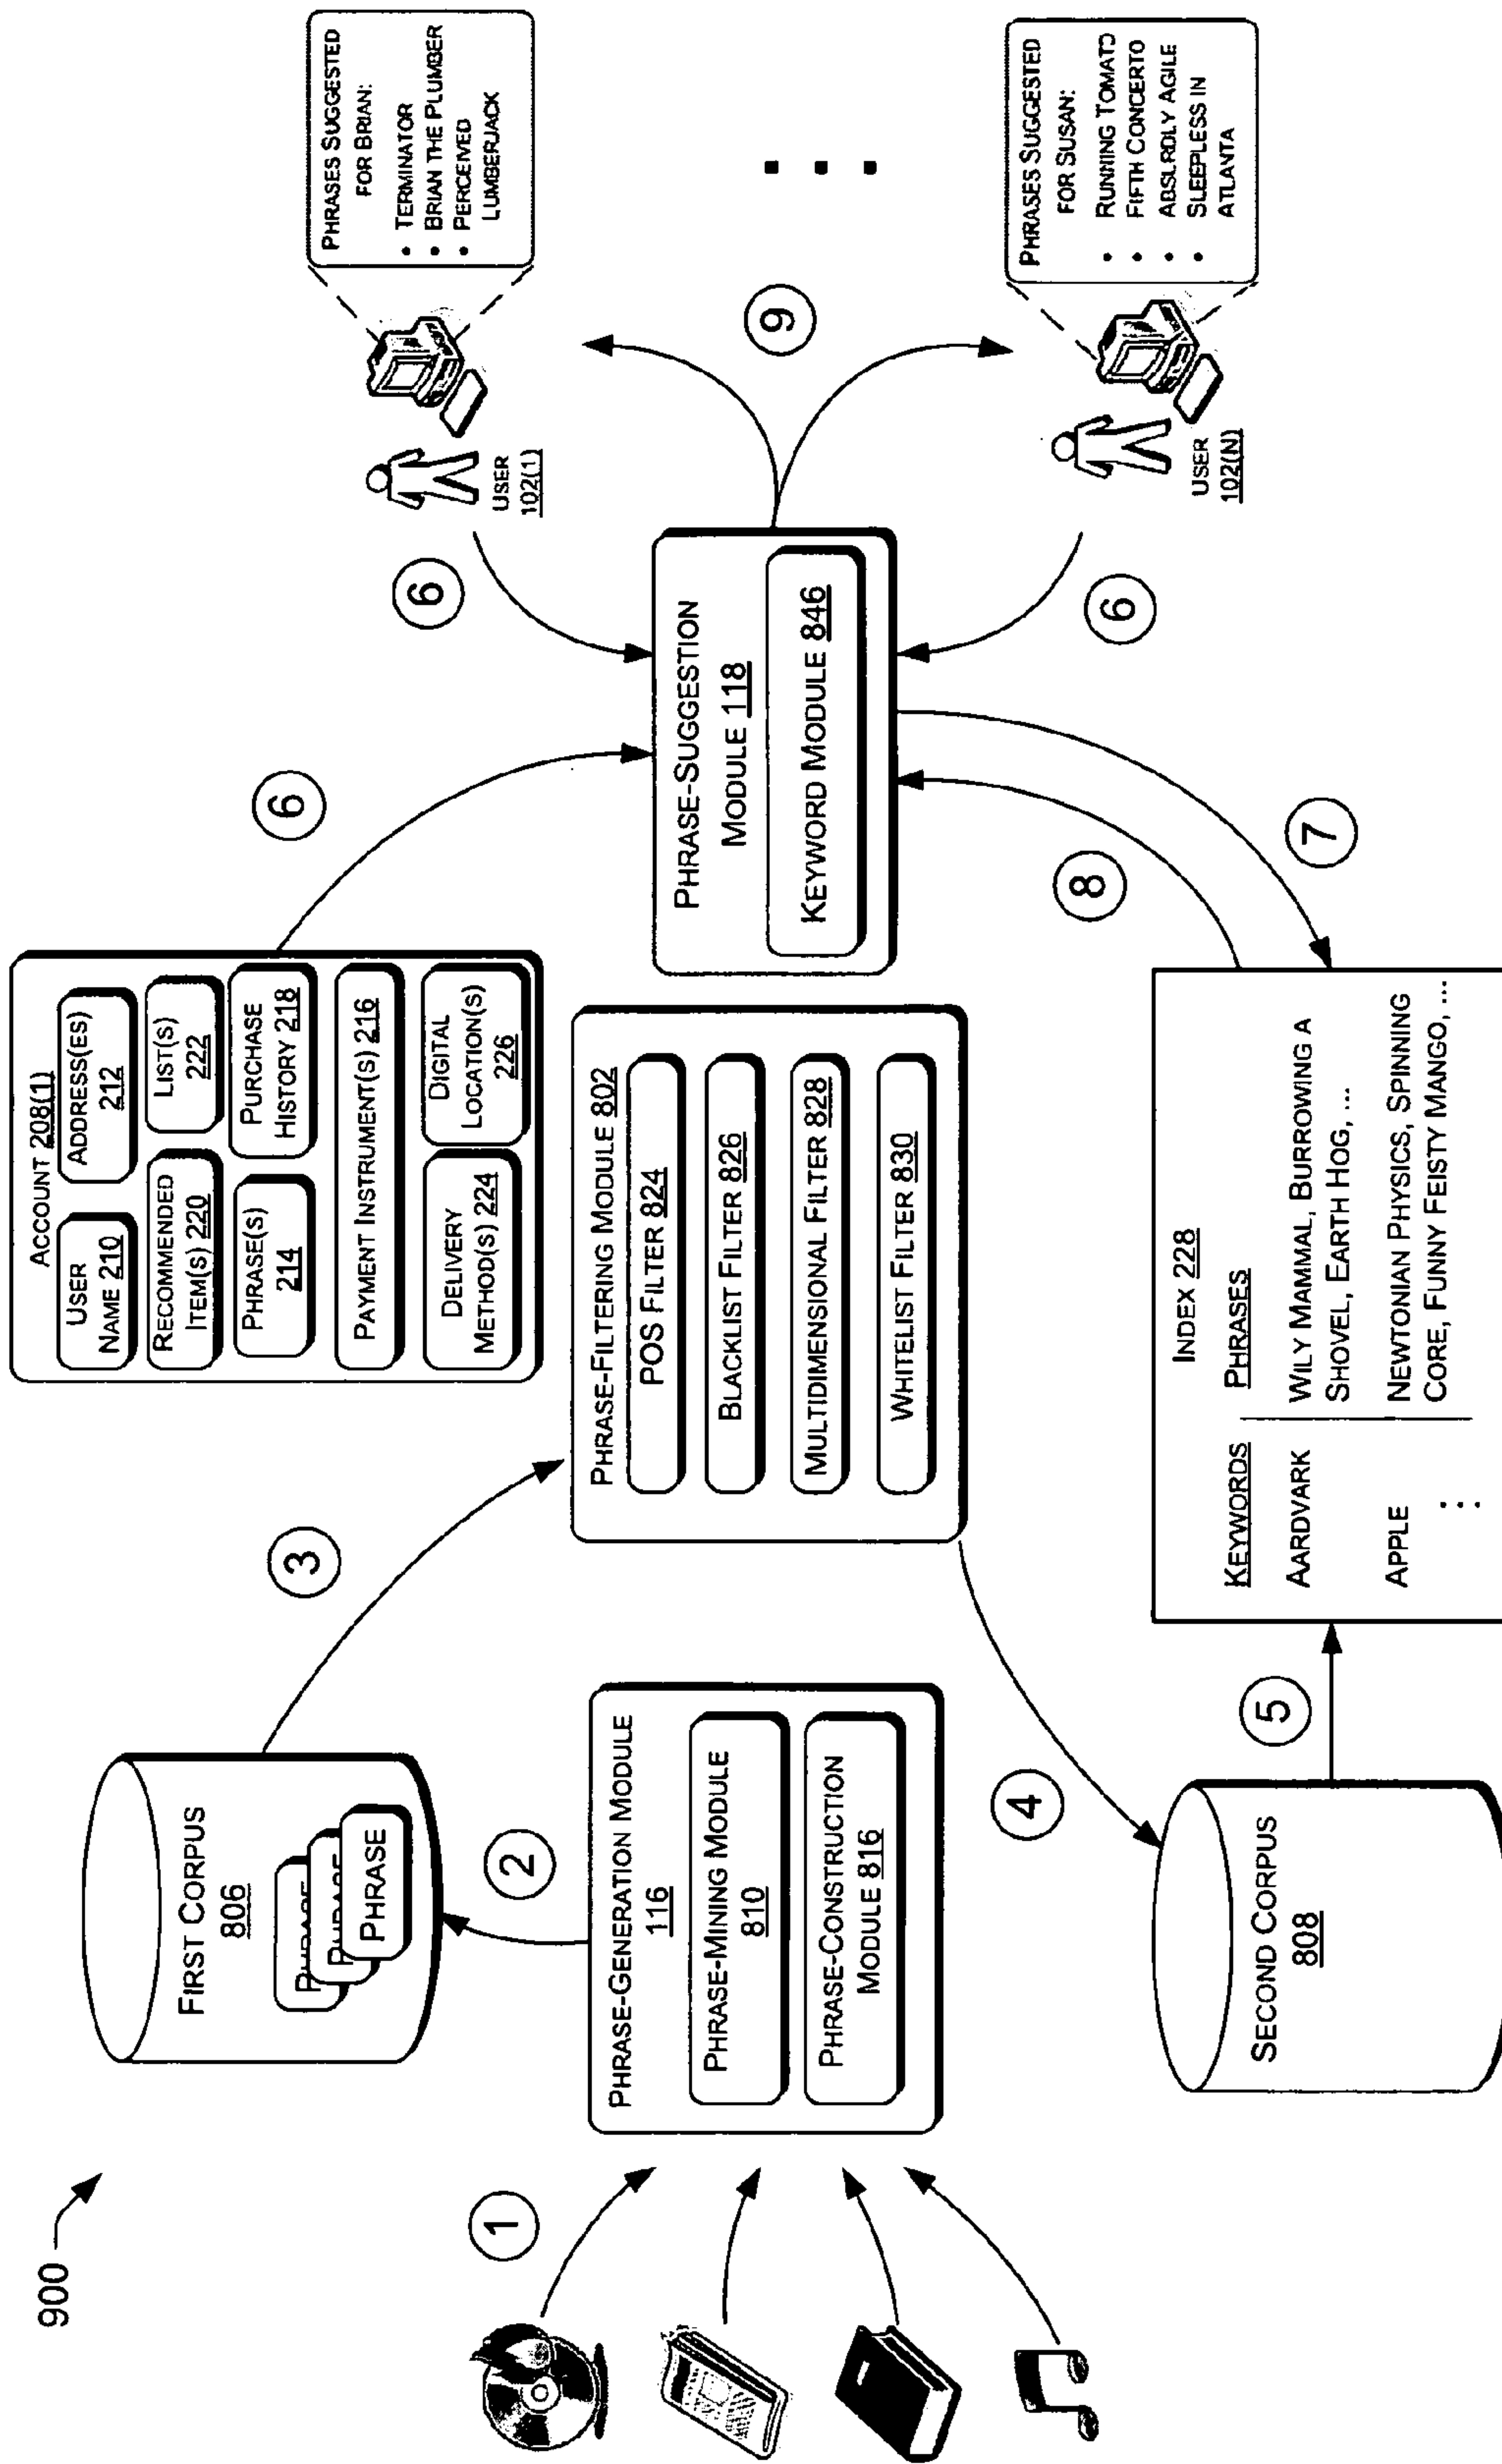 900
1
FIRST CORPUS
806
PHRASE
2
PHRASE-GENERATION MODULE
116
PHRASE-MINING MODULE
810
PHRASE-CONSTRUCTION
MODULE 816
3
4
SECOND CORPUS
808
5
ACCOUNT 208(1)
USER
NAME 210
ADDRESS(ES)
212
RECOMMENDED
ITEM(S) 220
LIST(S)
222
PHRASE(S)
214
PURCHASE
HISTORY 218
PAYMENT INSTRUMENT(S) 216
DELIVERY
METHOD(S) 224
DIGITAL
LOCATION(S)
226
PHRASE-FILTERING MODULE 802
POS FILTER 824
BLACKLIST FILTER 826
MULTIDIMENSIONAL FILTER 828
WHITELIST FILTER 830
INDEX 228
KEYWORDS PHRASES
AARDVARK WILY MAMMAL, BURROWING A
SHOVEL, EARTH HOG, ...
APPLE NEWTONIAN PHYSICS, SPINNING
CORE, FUNNY FEISTY MANGO, ...
6
PHRASE-SUGGESTION
MODULE 118
KEYWORD MODULE 846
8
7
6
6
USER
102(1)
PHRASES SUGGESTED
FOR BRIAN:
• TERMINATOR
• BRIAN THE PLUMBER
• PERCEIVED
LUMBERJACK
9
USER
102(N)
PHRASES SUGGESTED
FOR SUSAN:
• RUNNING TOMATO
• FIFTH CONCERTO
• ABSURDLY AGILE
• SLEEPLESS IN
ATLANTA